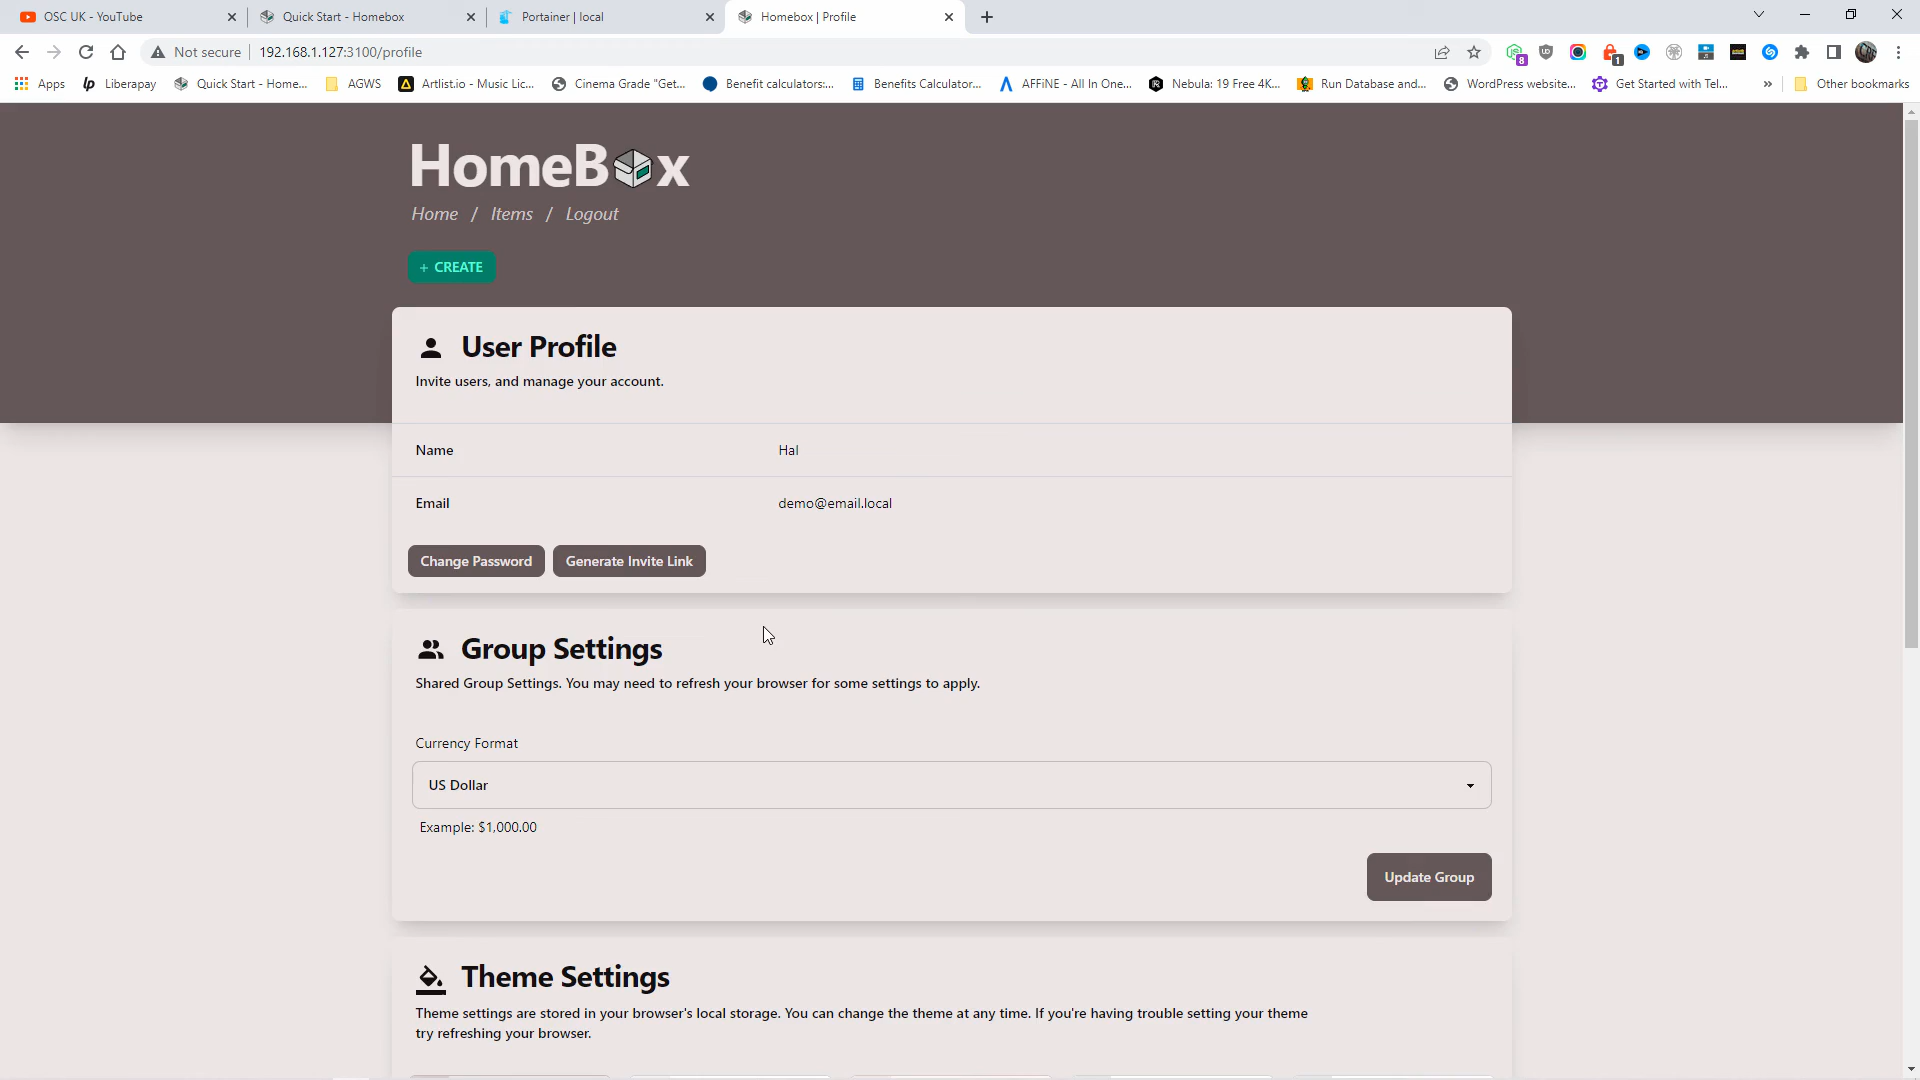 OSC UK - YouTube
Quick Start - Homebox
Portainer | local
Homebox | Profile
Not secure
192.168.1.127:3100/profile
8
1
Apps
Liberapay
Quick Start - Home...
AGWS
Artlist.io - Music Lic...
Cinema Grade "Get...
Benefit calculators:...
Benefits Calculator...
AFFiNE - All In One...
Nebula: 19 Free 4K...
Run Database and...
WordPress website...
Get Started with Tel...
»
Other bookmarks
HomeBox
Home / Items / Logout
+ CREATE
User Profile
Invite users, and manage your account.
Name
Hal
Email
demo@email.local
Change Password
Generate Invite Link
Group Settings
Shared Group Settings. You may need to refresh your browser for some settings to apply.
Currency Format
US Dollar
Example: $1,000.00
Update Group
Theme Settings
Theme settings are stored in your browser's local storage. You can change the theme at any time. If you're having trouble setting your theme
try refreshing your browser.